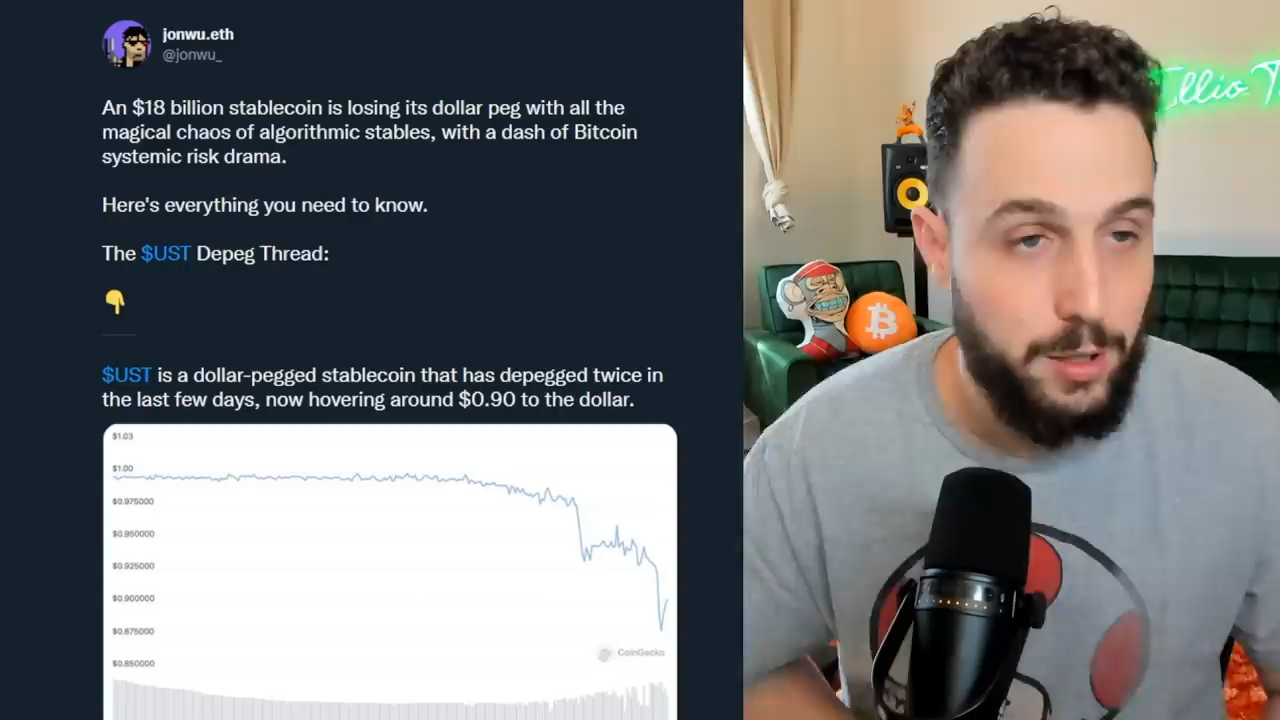 jonwu.eth
@jonwu_
An $18 billion stablecoin is losing its dollar peg with all the
magical chaos of algorithmic stables, with a dash of Bitcoin
systemic risk drama.
Here's everything you need to know.
The $UST Depeg Thread:
$UST is a dollar-pegged stablecoin that has depegged twice in
the last few days, now hovering around $0.90 to the dollar.
$1.03
$1.00
$0.975000
$0.950000
$0.925000
$0.900000
$0.875000
$0.850000
CoinGecko
Ellio T